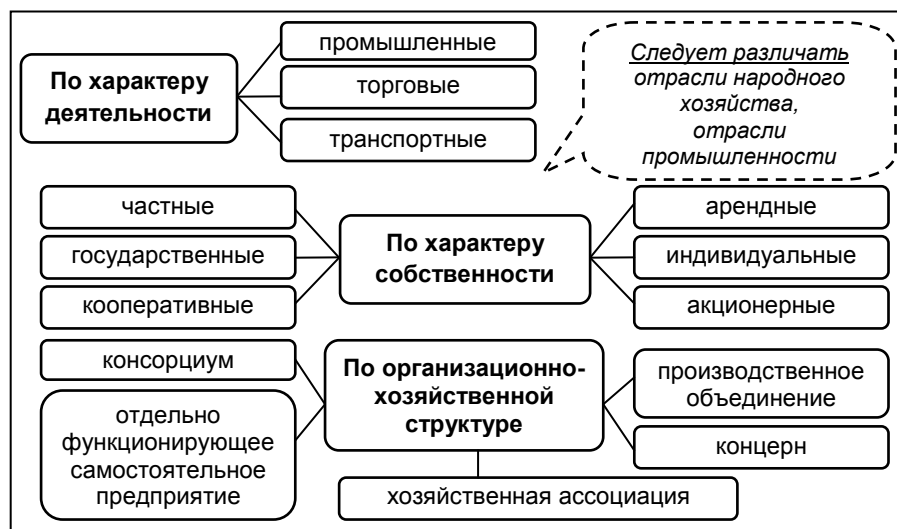 По характеру
деятельности
промышленные
торговые
транспортные
Следует различать
отрасли народного
хозяйства,
отрасли
промышленности
частные
государственные
кооперативные
По характеру
собственности
арендные
индивидуальные
акционерные
консорциум
отдельно
функционирующее
самостоятельное
предприятие
По организационно-
хозяйственной
структуре
производственное
объединение
концерн
хозяйственная ассоциация